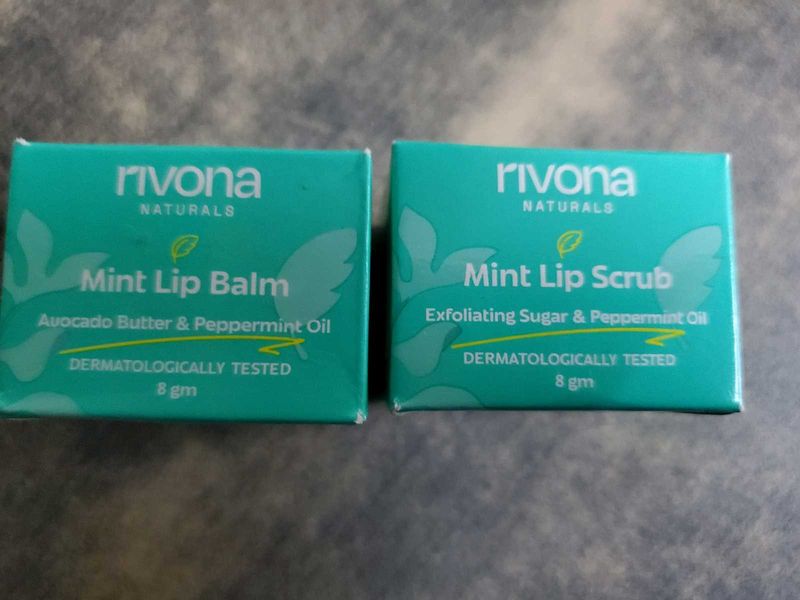 rivona
NATURALS
Mint Lip Balm
Avocado Butter & Peppermint Oil
DERMATOLOGICALLY TESTED
8 gm
rivona
NATURALS
Mint Lip Scrub
Exfoliating Sugar & Peppermint Oil
DERMATOLOGICALLY TESTED
8 gm